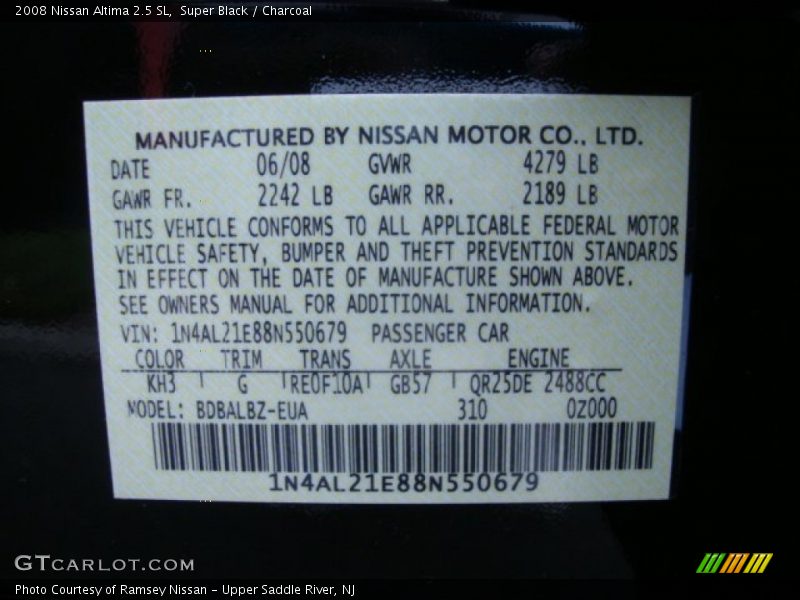 2008 Nissan Altima 2.5 SL,  Super Black / Charcoal
MANUFACTURED BY NISSAN MOTOR CO., LTD.
DATE 06/08 GVWR 4279 LB
GAWR FR. 2242 LB GAWR RR. 2189 LB
THIS VEHICLE CONFORMS TO ALL APPLICABLE FEDERAL MOTOR
VEHICLE SAFETY, BUMPER AND THEFT PREVENTION STANDARDS
IN EFFECT ON THE DATE OF MANUFACTURE SHOWN ABOVE.
SEE OWNERS MANUAL FOR ADDITIONAL INFORMATION.
VIN: 1N4AL21E88N550679 PASSENGER CAR
COLOR TRIM TRANS AXLE ENGINE
KH3 G RE0F10A GB57 QR25DE 2488CC
MODEL: BDBALBZ-EUA 310 0Z000
1N4AL21E88N550679
GTCARLOT.COM
Photo Courtesy of Ramsey Nissan - Upper Saddle River, NJ